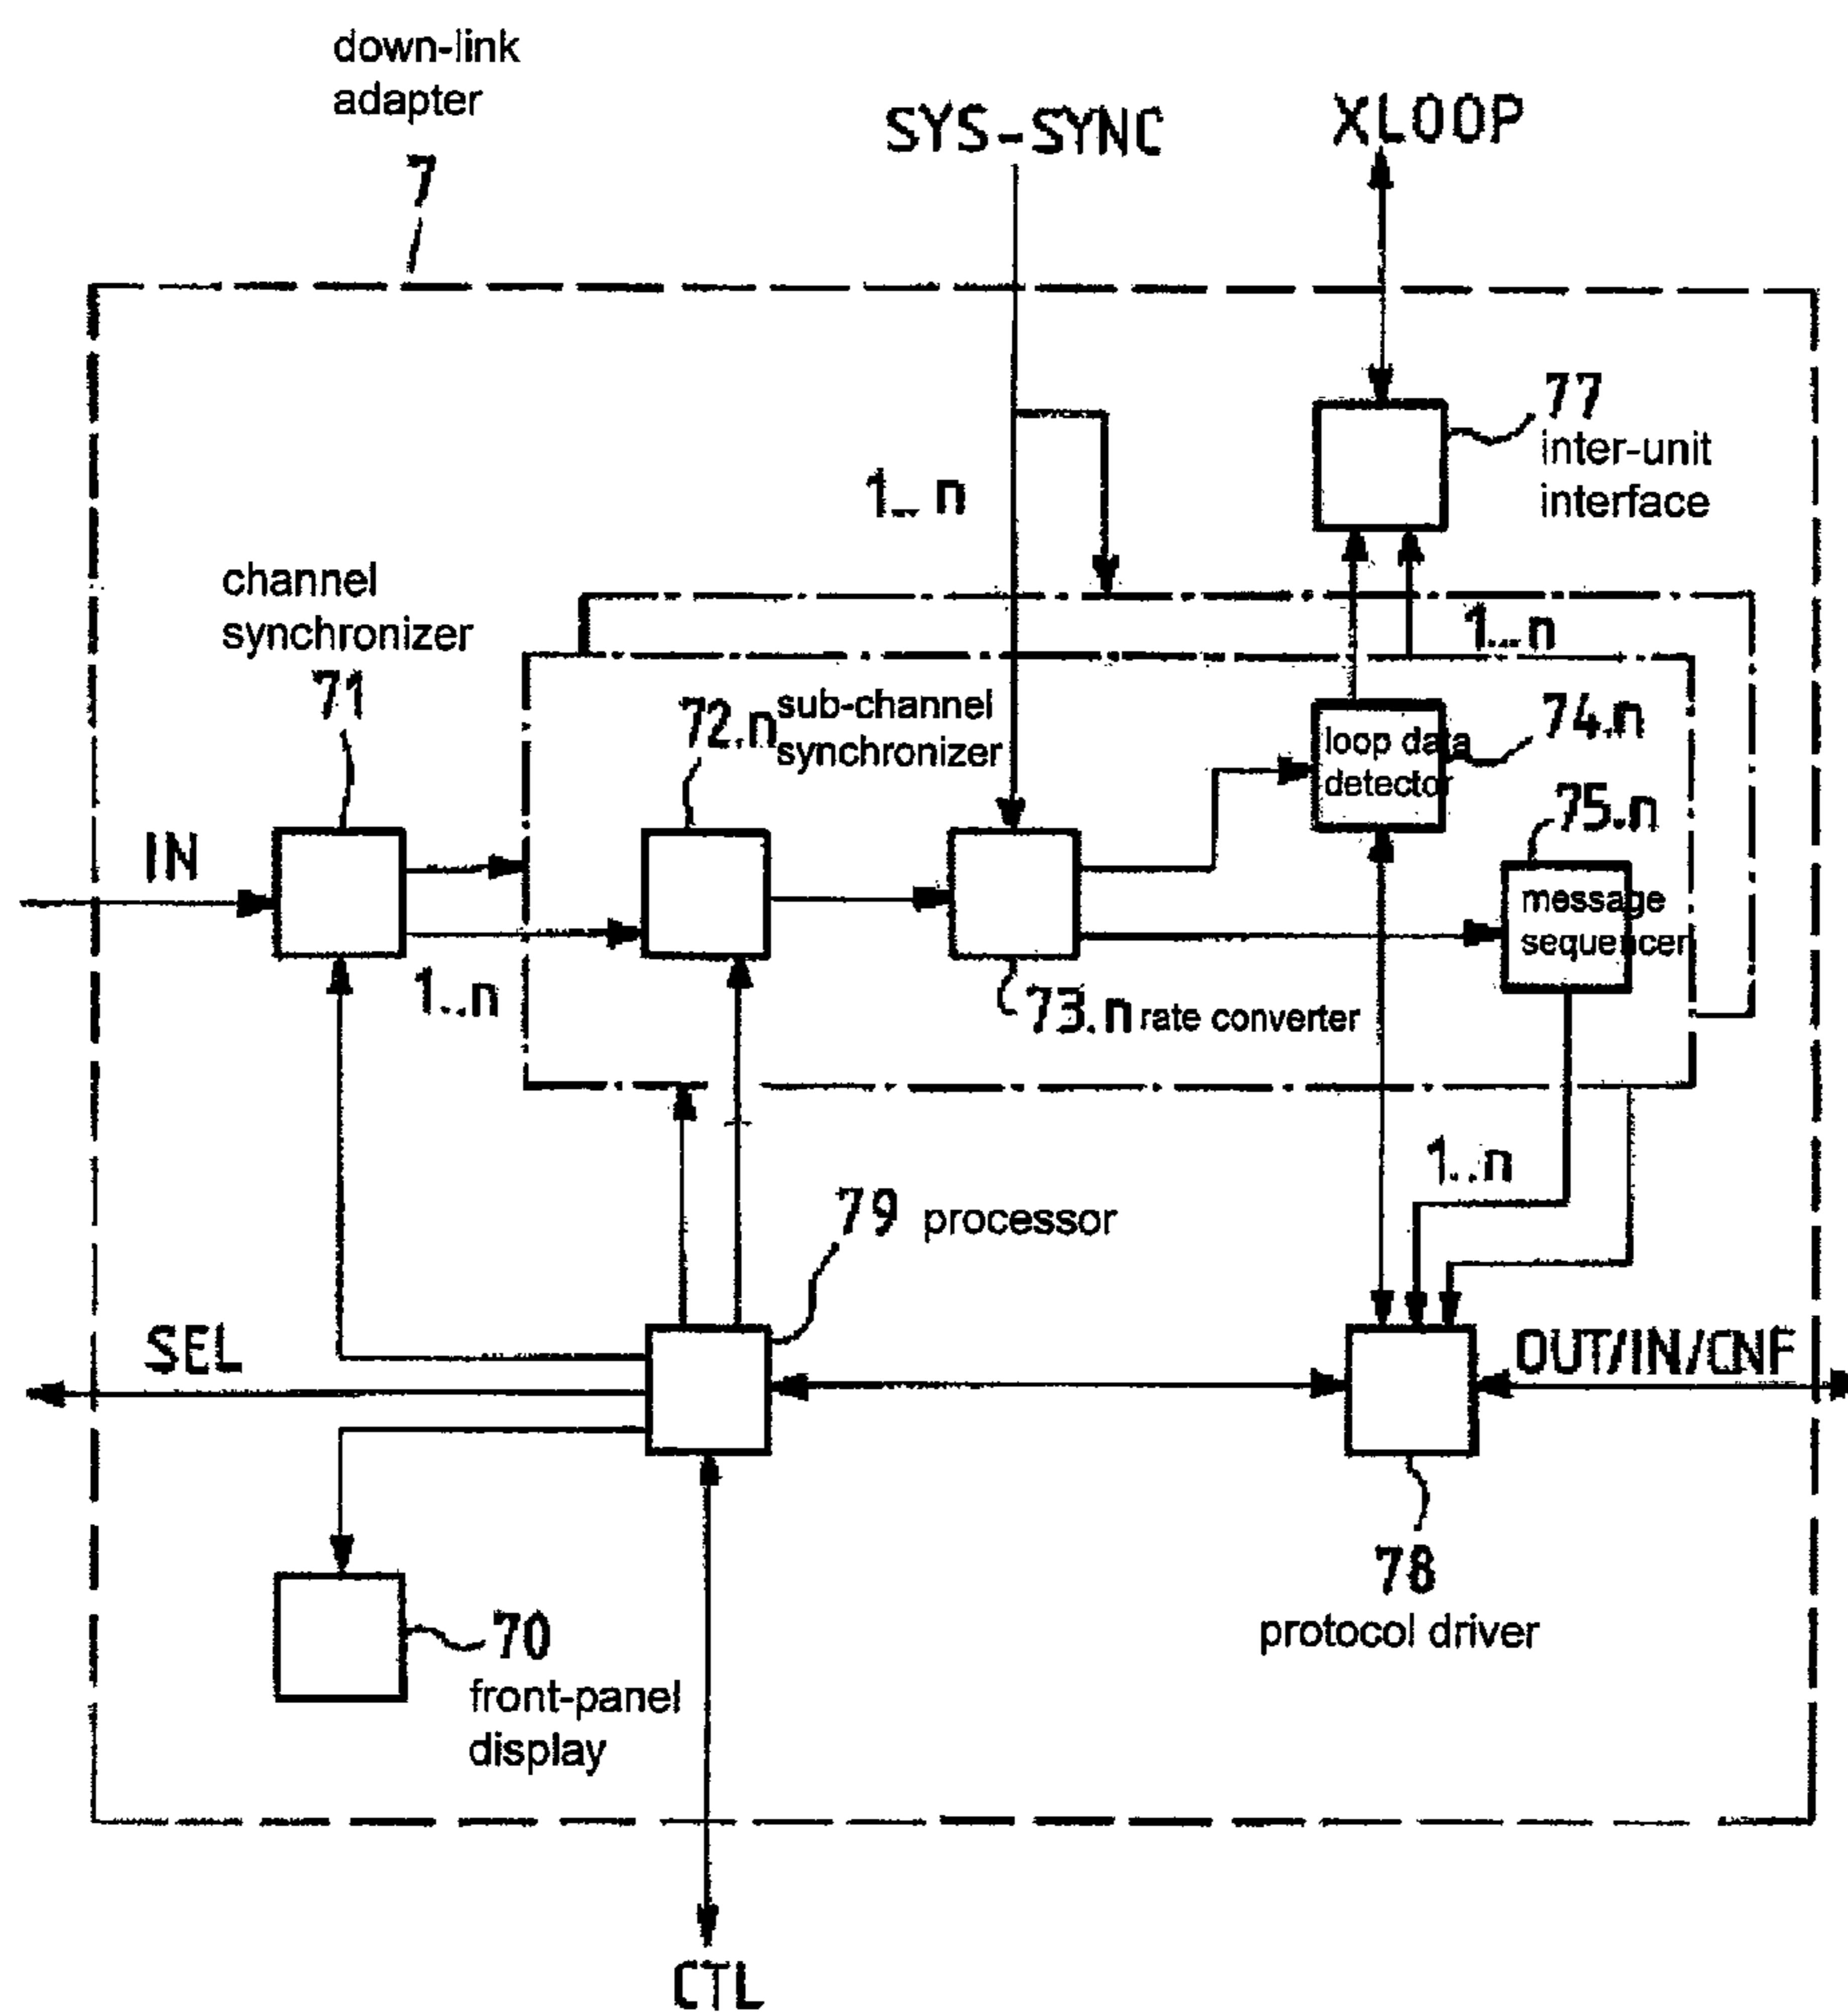 down-link
adapter
7
SYS-SYNC
XLOOP
77
inter-unit
interface
1... n
channel
synchronizer
71
1...n
72.n
sub-channel
synchronizer
74.n
loop data
detector
75.n
IN
message
sequencer
1..n
73.n rate converter
1..n
79 processor
SEL
OUT/IN/CNF
78
protocol driver
70
front-panel
display
CTL